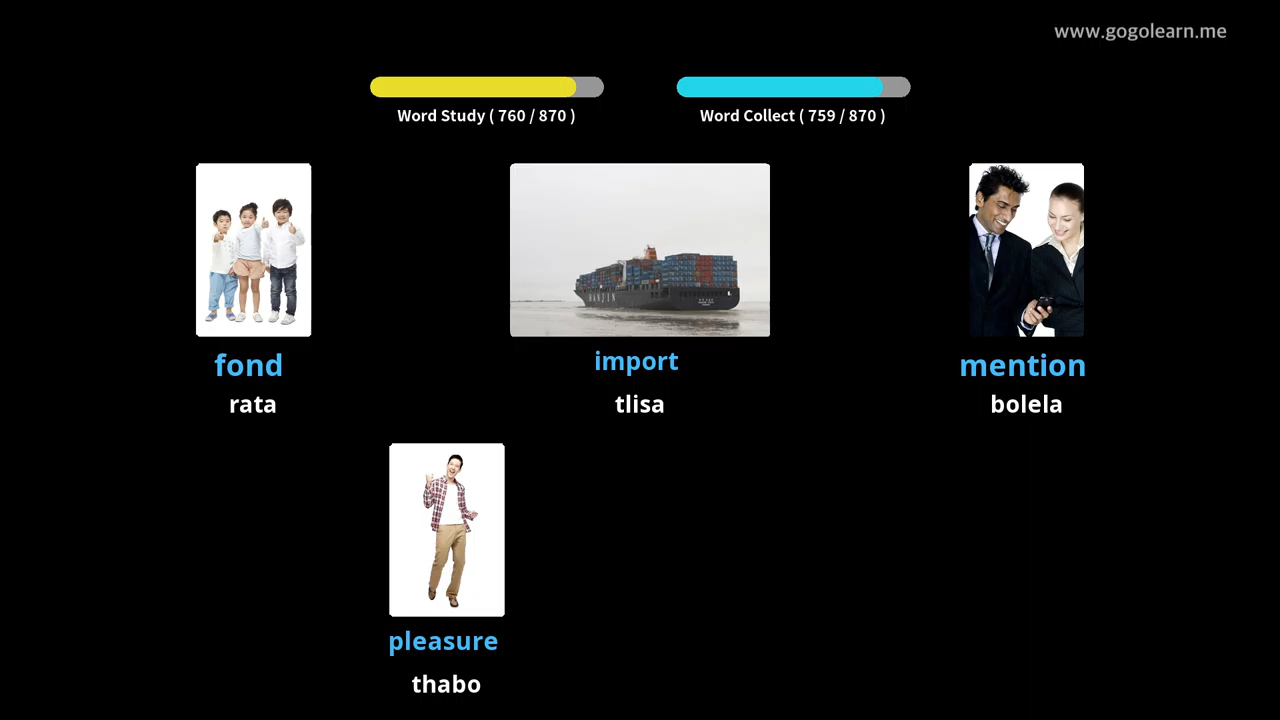 www.gogolearn.me
Word Study ( 760 / 870 )
Word Collect ( 759 / 870 )
fond
rata
import
tlisa
mention
bolela
pleasure
thabo
HANJIN